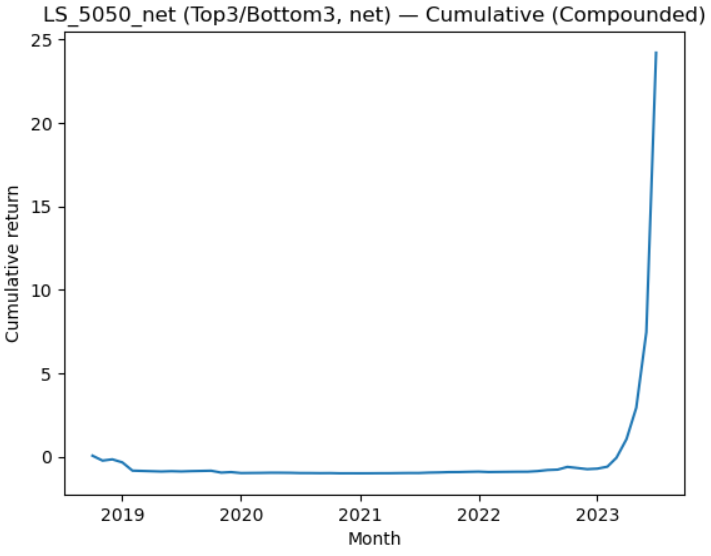 LS_5050_net (Top3/Bottom3, net) — Cumulative (Compounded)
Cumulative return
25
20
15
10
5
0
2019 2020 2021 2022 2023
Month